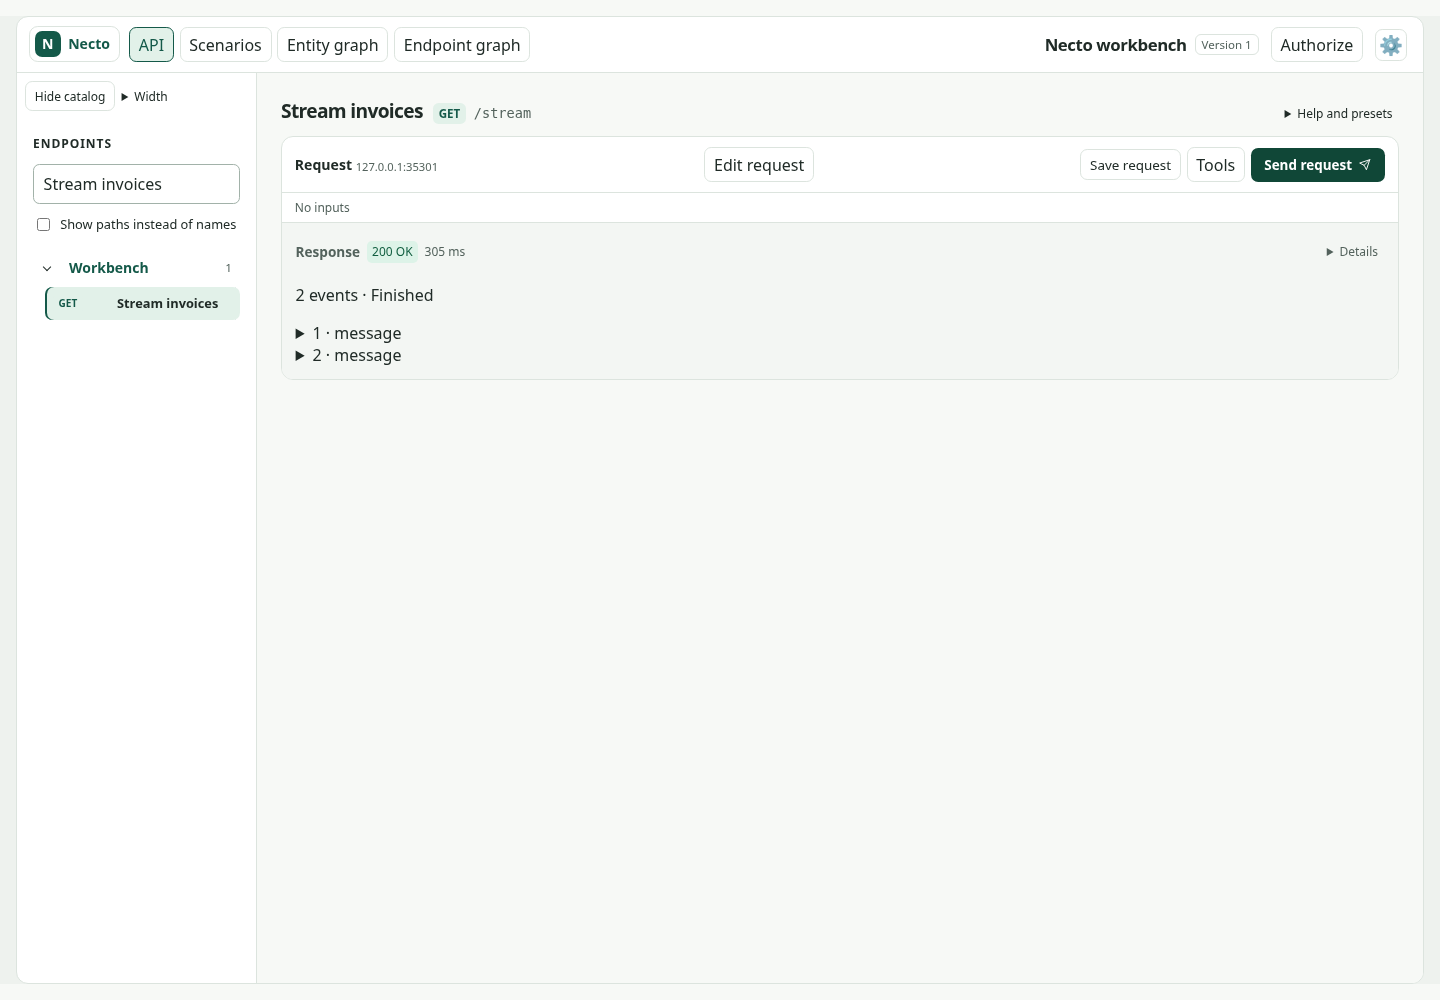 N Necto API Scenarios Entity graph Endpoint graph Necto workbench Version 1 Authorize
Hide catalog Width
ENDPOINTS
Stream invoices
Show paths instead of names
Workbench 1
GET Stream invoices
Stream invoices GET /stream Help and presets
Request 127.0.0.1:35301 Edit request Save request Tools Send request
No inputs
Response 200 OK 305 ms Details
2 events · Finished
1 · message
2 · message